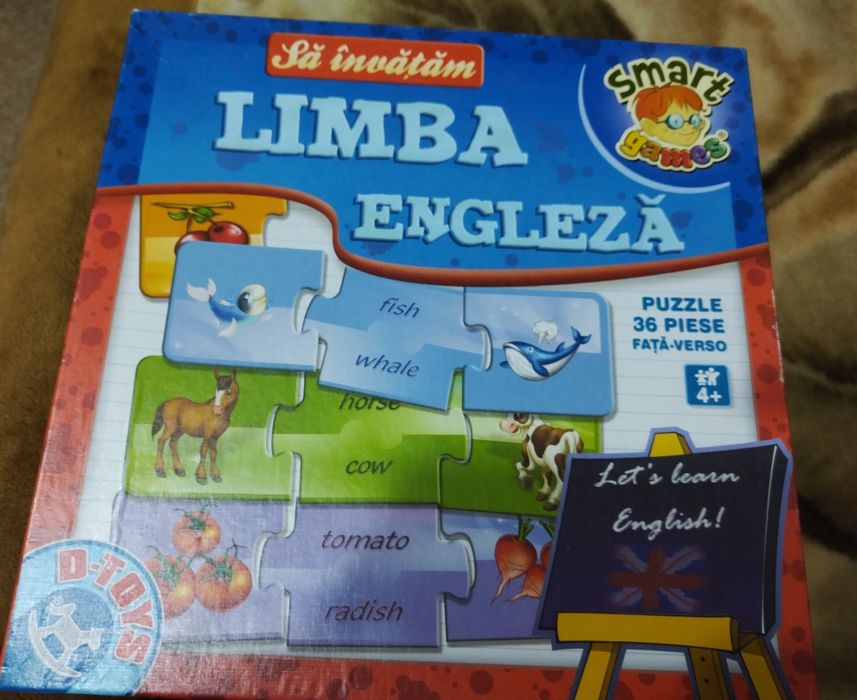 Să învățăm
LIMBA
ENGLEZĂ
Smart
games®
PUZZLE
36 PIESE
FAȚĂ-VERSO
4+
fish
whale
horse
cow
tomato
radish
Let's learn
English!
D-TOYS